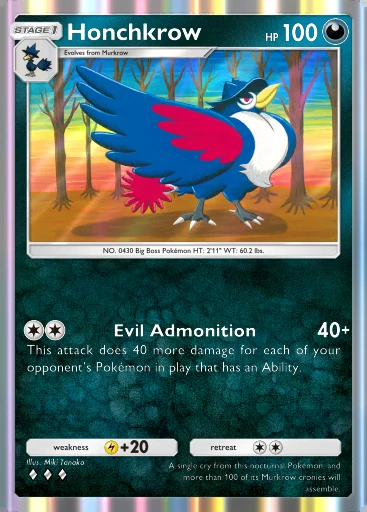 STAGE 1 Honchkrow HP 100
Evolves from Murkrow
NO. 0430 Big Boss Pokémon HT: 2'11" WT: 60.2 lbs.
Evil Admonition 40+
This attack does 40 more damage for each of your
opponent's Pokémon in play that has an Ability.
weakness +20 retreat
Illus. Miki Tanaka
A single cry from this nocturnal Pokémon, and
more than 100 of its Murkrow cronies will
assemble.